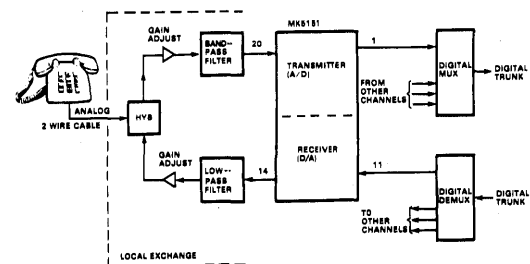 GAIN
ADJUST
BAND-
PASS
FILTER
20
MK5151
TRANSMITTER
(A/D)
1
DIGITAL
MUX
DIGITAL
TRUNK
FROM
OTHER
CHANNELS
ANALOG
2 WIRE CABLE
HYB
GAIN
ADJUST
LOW-
PASS
FILTER
14
RECEIVER
(D/A)
11
DIGITAL
DEMUX
DIGITAL
TRUNK
TO
OTHER
CHANNELS
LOCAL EXCHANGE